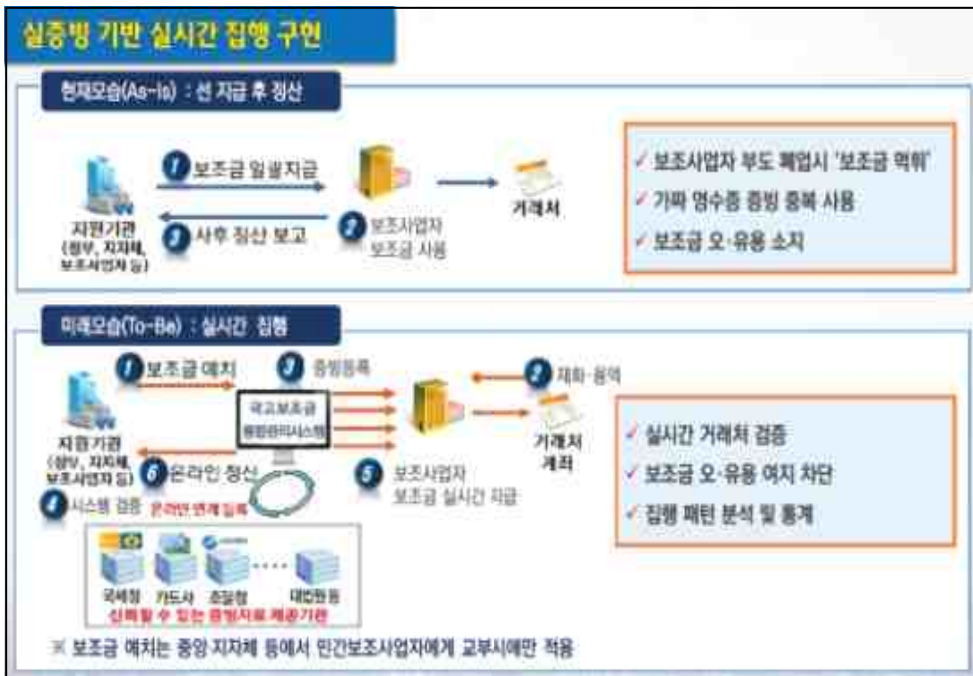 실증빙 기반 실시간 집행 구현
현재모습(As-Is) : 선 지급 후 정산
1 보조금 일괄지급
지원기관
(정부, 지자체,
보조사업자 등)
3 사후 정산 보고
2 보조사업자
보조금 사용
거래처
✓ 보조사업자 부도 폐업시 '보조금 먹튀'
✓ 가짜 영수증 증빙 중복 사용
✓ 보조금 오·유용 소지
미래모습(To-Be) : 실시간 집행
1 보조금 예치
3 증빙등록
2 재화·용역
국고보조금
통합관리시스템
지원기관
(정부, 지자체,
보조사업자 등)
거래처
계좌
6 온라인 정산
5 보조사업자
보조금 실시간 지급
4 시스템 검증
온라인 연계 등록
국세청 카드사 조달청 대법원등
신뢰할 수 있는 증빙자료 제공기관
✓ 실시간 거래처 검증
✓ 보조금 오·유용 여지 차단
✓ 집행 패턴 분석 및 통계
※ 보조금 예치는 중앙 지자체 등에서 민간보조사업자에게 교부시에만 적용